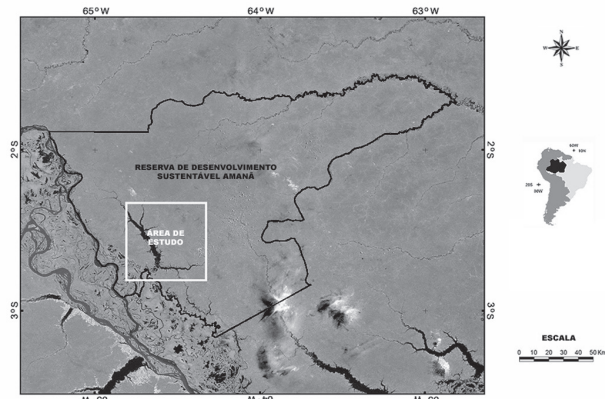 65°W 64°W 63°W
2°S 2°S
RESERVA DE DESENVOLVIMENTO
SUSTENTÁVEL AMANÃ
ÁREA DE
ESTUDO
3°S 3°S
N
W E
S
ESCALA
0 10 20 30 40 50 Km